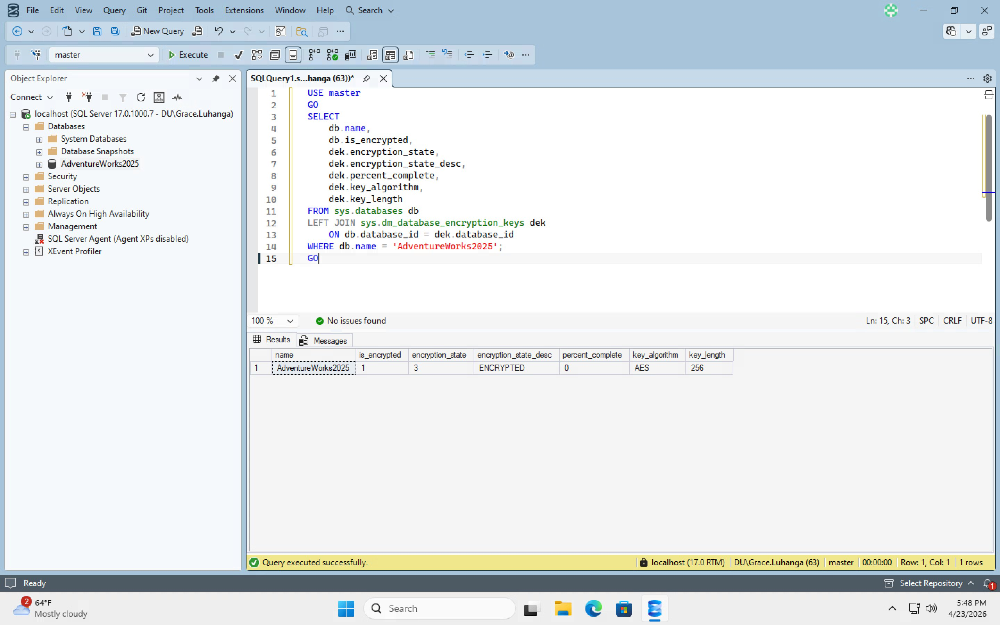 File Edit View Query Git Project Tools Extensions Window Help Search
New Query
master Execute
Object Explorer
Connect
localhost (SQL Server 17.0.1000.7 - DU\Grace.Luhanga)
Databases
System Databases
Database Snapshots
AdventureWorks2025
Security
Server Objects
Replication
Always On High Availability
Management
SQL Server Agent (Agent XPs disabled)
XEvent Profiler
SQLQuery1.s...hanga (63))*
1 USE master
2 GO
3 SELECT
4 db.name,
5 db.is_encrypted,
6 dek.encryption_state,
7 dek.encryption_state_desc,
8 dek.percent_complete,
9 dek.key_algorithm,
10 dek.key_length
11 FROM sys.databases db
12 LEFT JOIN sys.dm_database_encryption_keys dek
13 ON db.database_id = dek.database_id
14 WHERE db.name = 'AdventureWorks2025';
15 GO
100 % No issues found Ln: 15, Ch: 3 SPC CRLF UTF-8
Results Messages
name is_encrypted encryption_state encryption_state_desc percent_complete key_algorithm key_length
1 AdventureWorks2025 1 3 ENCRYPTED 0 AES 256
Query executed successfully. localhost (17.0 RTM) DU\Grace.Luhanga (63) master 00:00:00 Row: 1, Col: 1 1 rows
Ready Select Repository 1
2 64°F
Mostly cloudy
Search
5:48 PM
4/23/2026